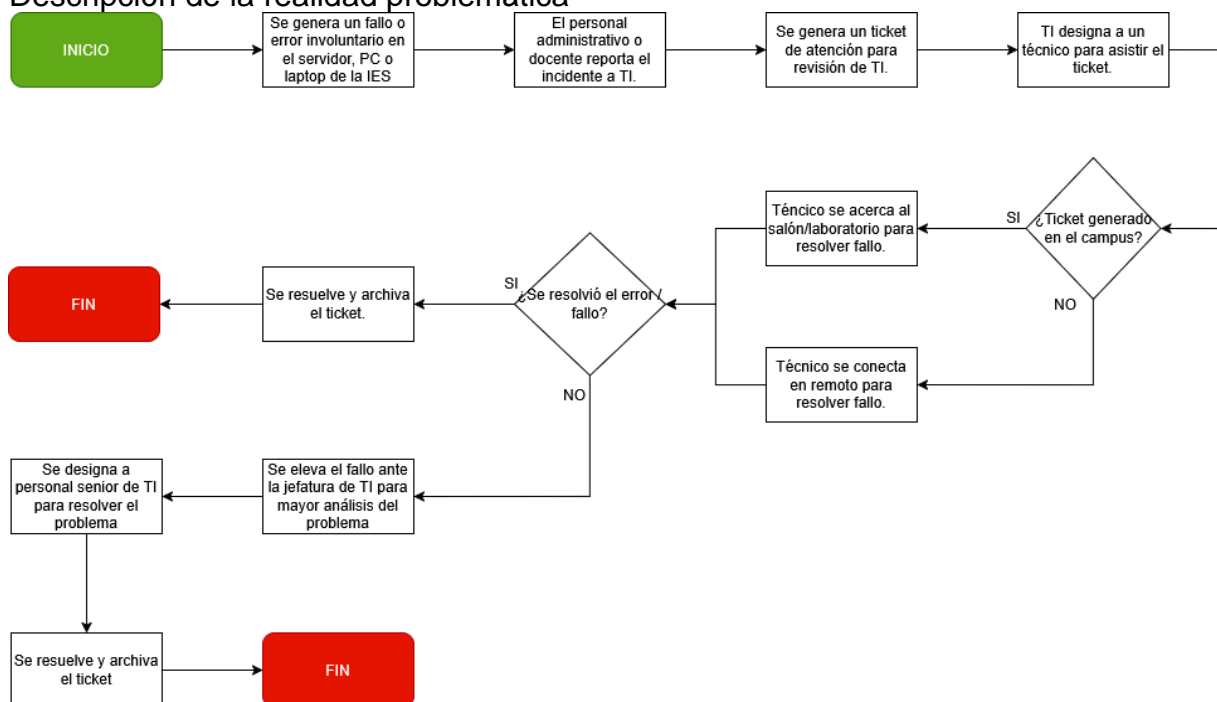 Descripción de la realidad problemática
INICIO
Se genera un fallo o
error involuntario en
el servidor, PC o
laptop de la IES
El personal
administrativo o
docente reporta el
incidente a TI.
Se genera un ticket
de atención para
revisión de TI.
TI designa a un
técnico para asistir el
ticket.
¿Ticket generado
en el campus?
SI
NO
Téncico se acerca al
salón/laboratorio para
resolver fallo.
Técnico se conecta
en remoto para
resolver fallo.
¿Se resolvió el error /
fallo?
SI
NO
Se resuelve y archiva
el ticket.
FIN
Se eleva el fallo ante
la jefatura de TI para
mayor análisis del
problema
Se designa a
personal senior de TI
para resolver el
problema
Se resuelve y archiva
el ticket
FIN